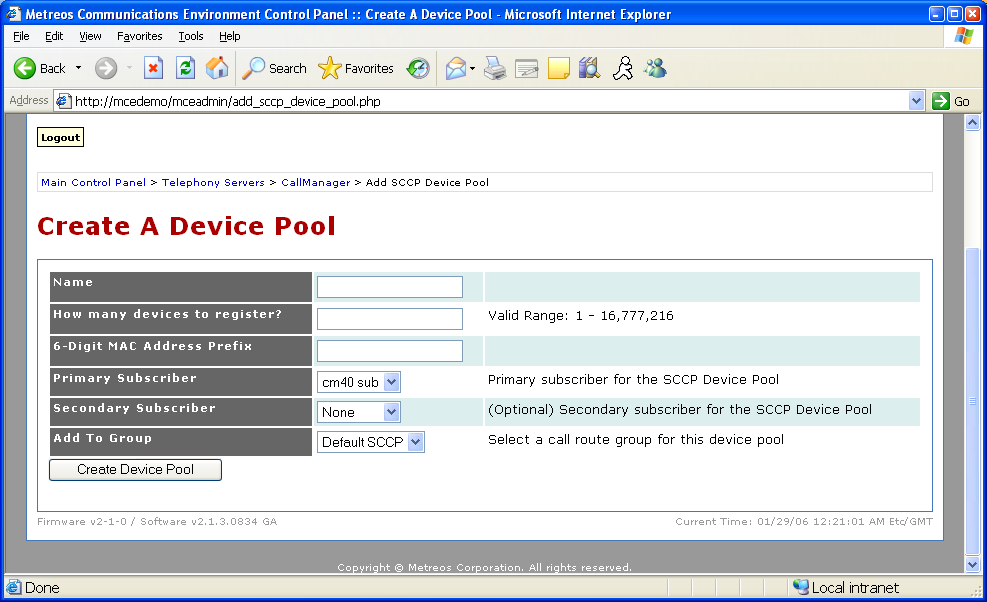 Metreos Communications Environment Control Panel :: Create A Device Pool - Microsoft Internet Explorer
File Edit View Favorites Tools Help
Back Search Favorites
Address http://mcedemo/mceadmin/add_sccp_device_pool.php Go
Logout
Main Control Panel > Telephony Servers > CallManager > Add SCCP Device Pool
Create A Device Pool
Name
How many devices to register? Valid Range: 1 - 16,777,216
6-Digit MAC Address Prefix
Primary Subscriber cm40 sub Primary subscriber for the SCCP Device Pool
Secondary Subscriber None (Optional) Secondary subscriber for the SCCP Device Pool
Add To Group Default SCCP Select a call route group for this device pool
Create Device Pool
Firmware v2-1-0 / Software v2.1.3.0834 GA Current Time: 01/29/06 12:21:01 AM Etc/GMT
Copyright © Metreos Corporation. All rights reserved.
Done Local intranet